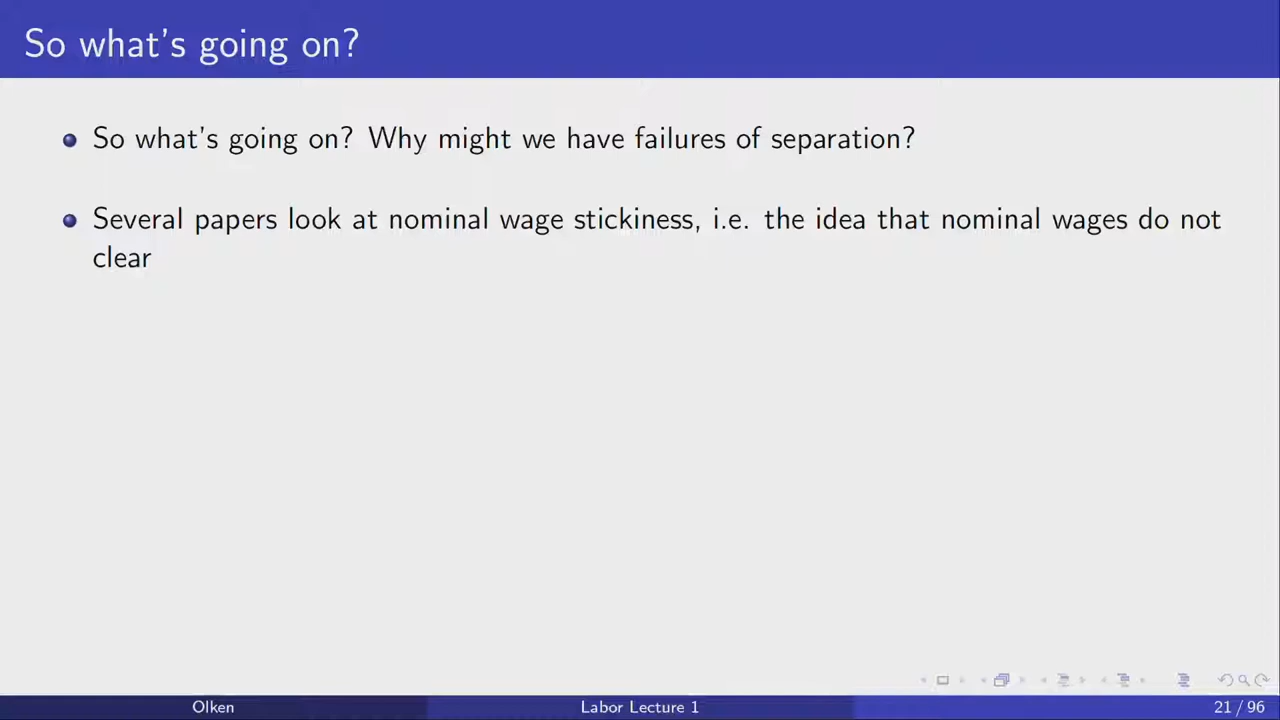 So what's going on?
So what's going on? Why might we have failures of separation?
Several papers look at nominal wage stickiness, i.e. the idea that nominal wages do not
clear
Olken
Labor Lecture 1
21 / 96